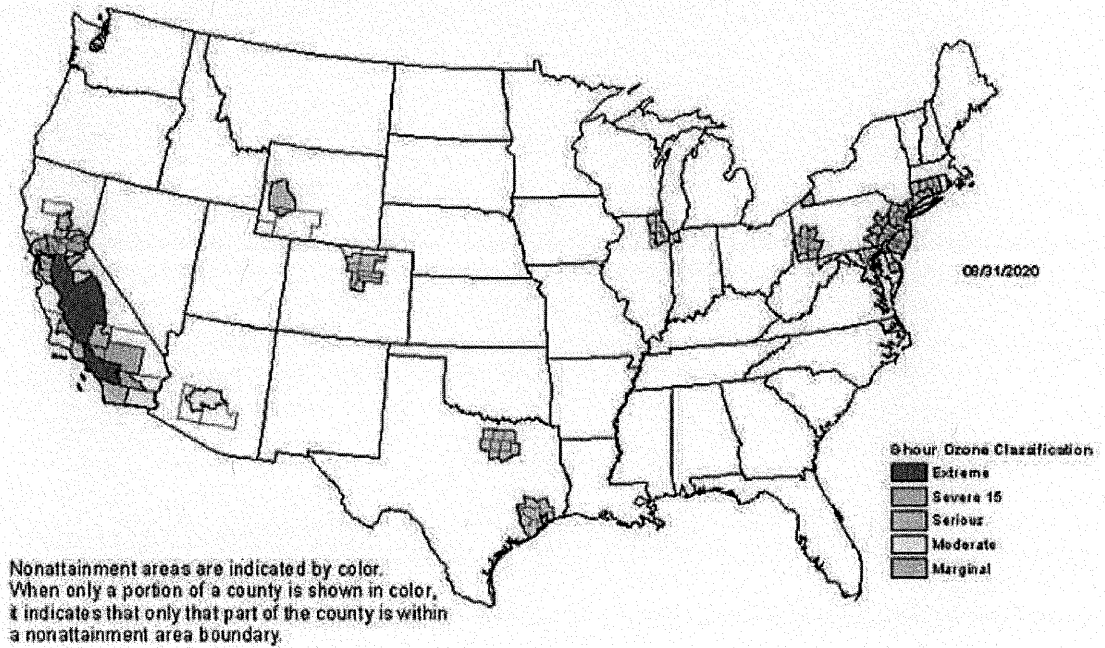 08/31/2020
8-hour Ozone Classification
Extreme
Severe 15
Serious
Moderate
Marginal
Nonattainment areas are indicated by color.
When only a portion of a county is shown in color,
it indicates that only that part of the county is within
a nonattainment area boundary.